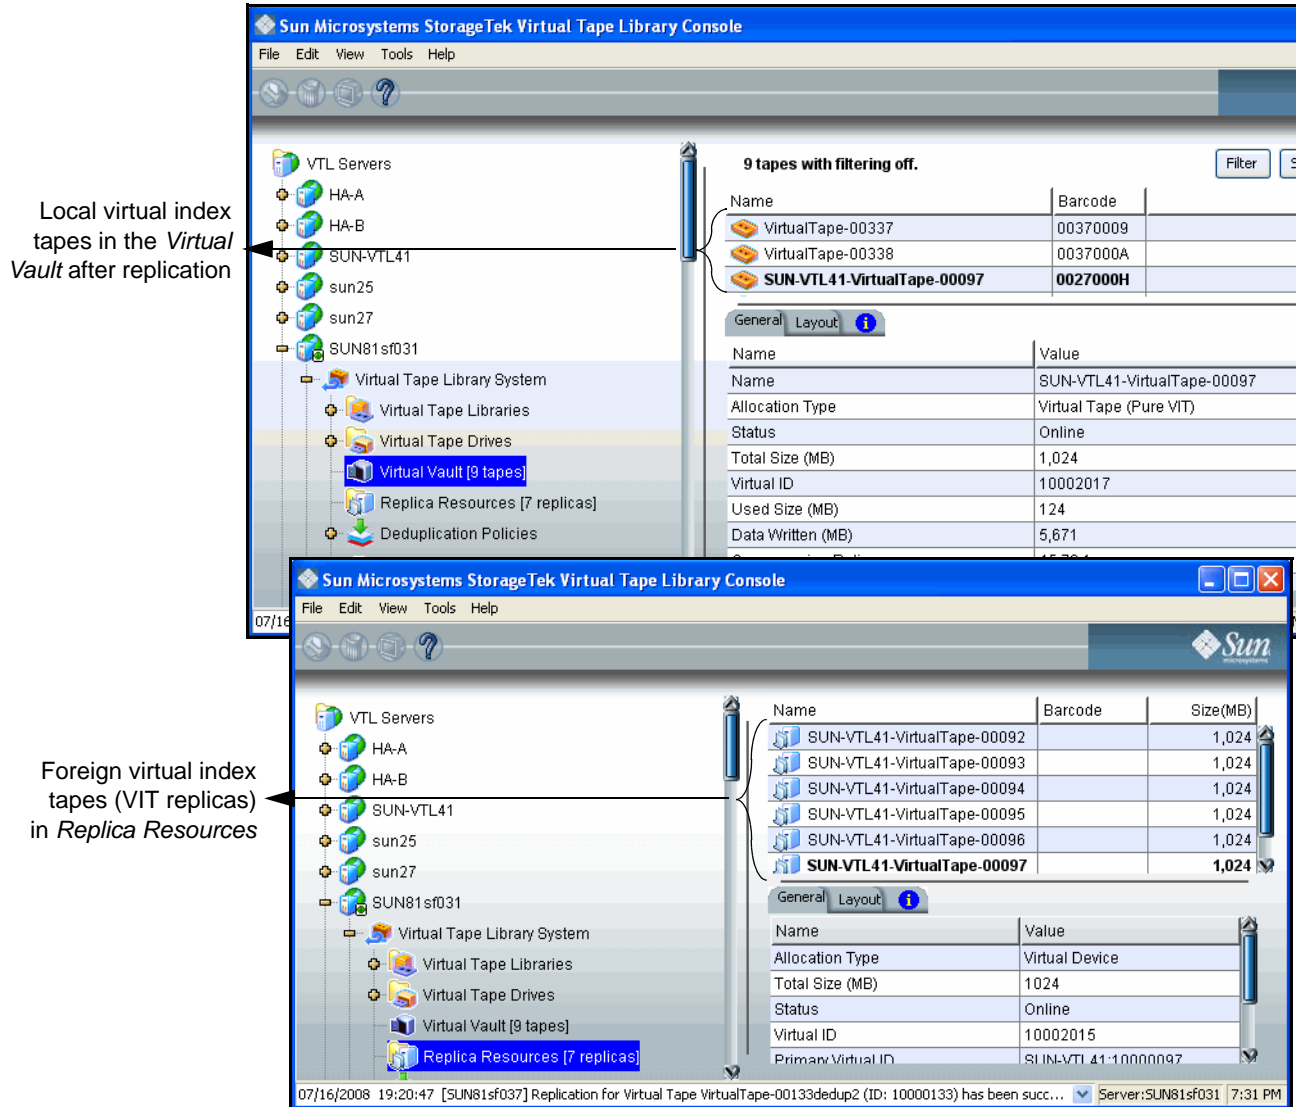 Sun Microsystems StorageTek Virtual Tape Library Console
File Edit View Tools Help
VTL Servers
HA-A
HA-B
SUN-VTL41
sun25
sun27
SUN81sf031
Virtual Tape Library System
Virtual Tape Libraries
Virtual Tape Drives
Virtual Vault [9 tapes]
Replica Resources [7 replicas]
Deduplication Policies
07/16
Local virtual index
tapes in the Virtual
Vault after replication
9 tapes with filtering off.
Filter
Name Barcode
VirtualTape-00337 00370009
VirtualTape-00338 0037000A
SUN-VTL41-VirtualTape-00097 0027000H
General Layout
Name Value
Name SUN-VTL41-VirtualTape-00097
Allocation Type Virtual Tape (Pure VIT)
Status Online
Total Size (MB) 1,024
Virtual ID 10002017
Used Size (MB) 124
Data Written (MB) 5,671
Sun Microsystems StorageTek Virtual Tape Library Console
File Edit View Tools Help
Sun
microsystems
VTL Servers
HA-A
HA-B
SUN-VTL41
sun25
sun27
SUN81sf031
Virtual Tape Library System
Virtual Tape Libraries
Virtual Tape Drives
Virtual Vault [9 tapes]
Replica Resources [7 replicas]
Foreign virtual index
tapes (VIT replicas)
in Replica Resources
Name Barcode Size(MB)
SUN-VTL41-VirtualTape-00092 1,024
SUN-VTL41-VirtualTape-00093 1,024
SUN-VTL41-VirtualTape-00094 1,024
SUN-VTL41-VirtualTape-00095 1,024
SUN-VTL41-VirtualTape-00096 1,024
SUN-VTL41-VirtualTape-00097 1,024
General Layout
Name Value
Allocation Type Virtual Device
Total Size (MB) 1024
Status Online
Virtual ID 10002015
Primary Virtual ID SUN-VTL41:10000097
07/16/2008 19:20:47 [SUN81sf037] Replication for Virtual Tape VirtualTape-00133dedup2 (ID: 10000133) has been succ... Server:SUN81sf031 7:31 PM